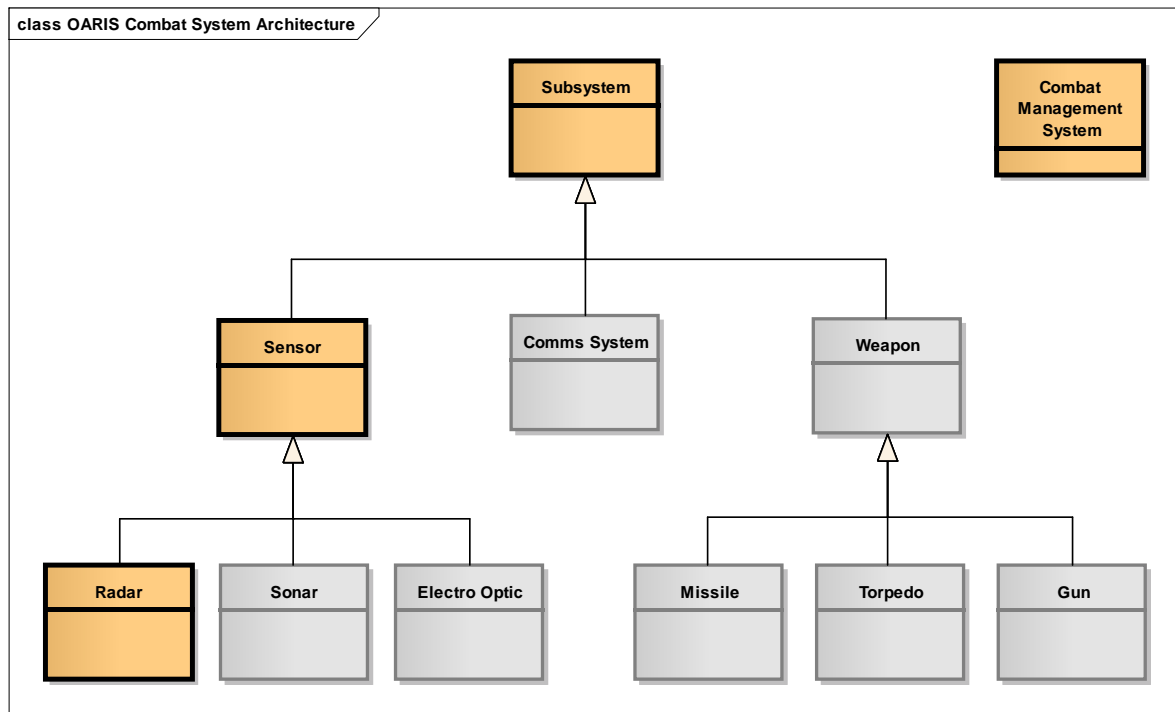 class OARIS Combat System Architecture
Subsystem
Combat
Management
System
Sensor
Comms System
Weapon
Radar
Sonar
Electro Optic
Missile
Torpedo
Gun